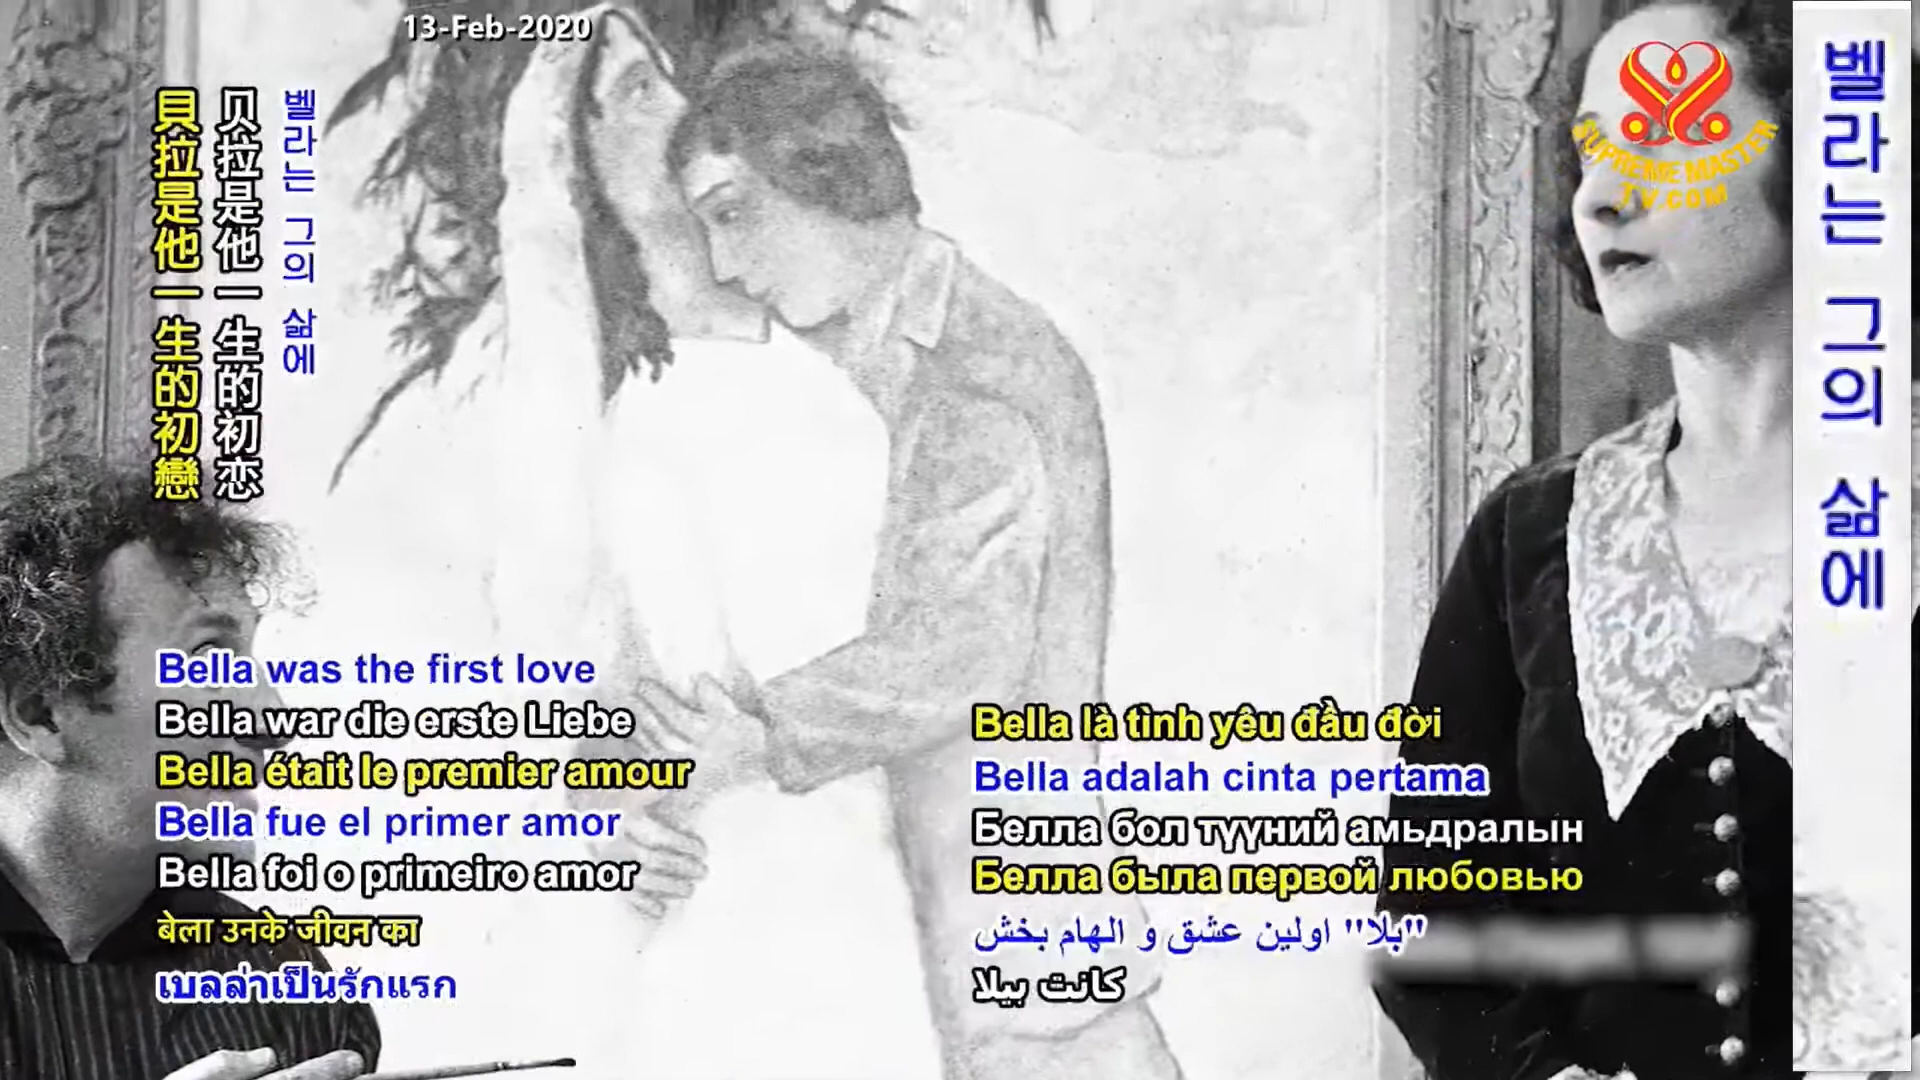 13-Feb-2020
SUPREME MASTER
TV.COM
貝拉是他一生的初戀
贝拉是他一生的初恋
벨라는 그의 삶에
벨라는 그의 삶에
Bella was the first love
Bella war die erste Liebe
Bella était le premier amour
Bella fue el primer amor
Bella foi o primeiro amor
बेला उनके जीवन का
เบลล่าเป็นรักแรก
Bella là tình yêu đầu đời
Bella adalah cinta pertama
Белла бол түүний амьдралын
Белла была первой любовью
"بلا" اولین عشق و الهام بخش
كانت بيلا